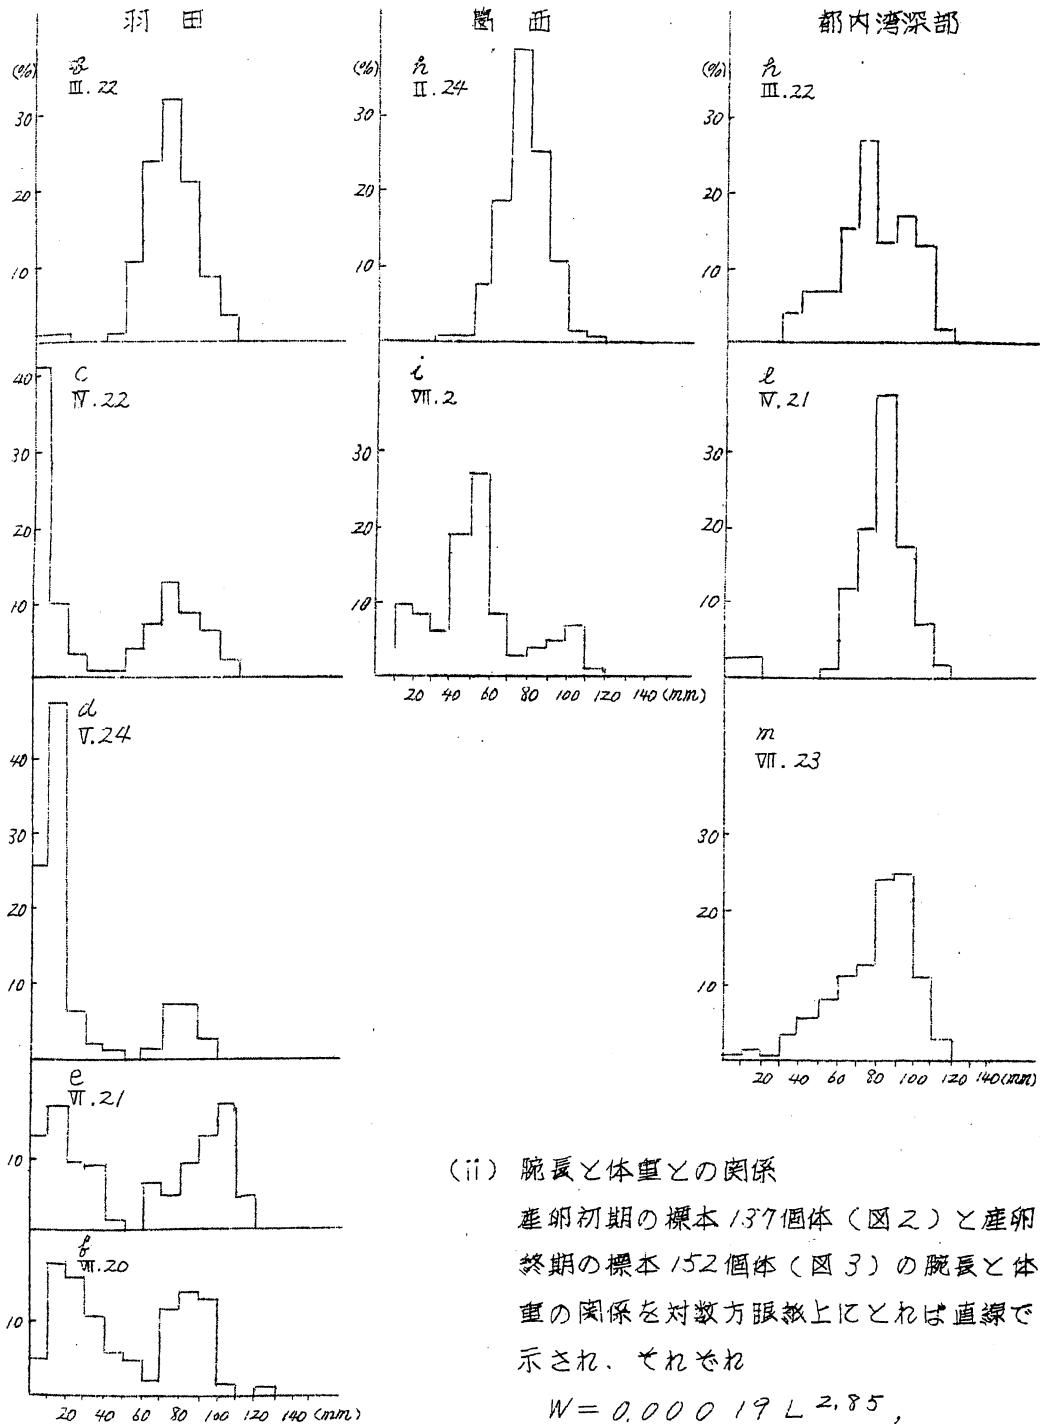 羽田
葛西
都内湾深部
(%)
III.22
30
20
10
(%)
h
II.24
30
20
10
(%)
III.22
30
20
10
c
IV.22
40
30
20
10
i
VII.2
30
20
10
20 40 60 80 100 120 140 (mm)
l
IV.21
30
20
10
d
V.24
40
30
20
10
m
VII.23
30
20
10
20 40 60 80 100 120 140 (mm)
e
VI.21
10
f
VII.20
10
20 40 60 80 100 120 140 (mm)
(ii) 腕長と体重との関係
産卵初期の標本137個体(図2)と産卵
終期の標本152個体(図3)の腕長と体
重の関係を対数方眼紙上にとれば直線で
示され、それぞれ
W = 0.00019 L^2.85,